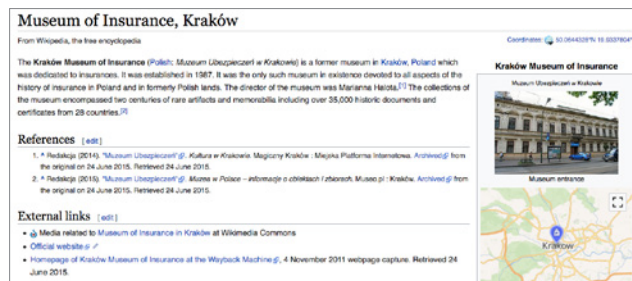 Museum of Insurance, Kraków
From Wikipedia, the free encyclopedia
Coordinates:
The Kraków Museum of Insurance (Polish: Muzeum Ubezpieczeń w Krakowie) is a former museum in Kraków, Poland which
was dedicated to insurances. It was established in 1987. It was the only such museum in existence devoted to all aspects of the
history of insurance in Poland and in formerly Polish lands. The director of the museum was Marianna Halota.[1] The collections of
the museum encompassed two centuries of rare artifacts and memorabilia including over 35,000 historic documents and
certificates from 28 countries.[2]
References [edit]
1. ^ Redakcja (2014). "Muzeum Ubezpieczeń". Kultura w Krakowie. Magiczny Kraków : Miejska Platforma Internetowa. Archived from
the original on 24 June 2015. Retrieved 24 June 2015.
2. ^ Redakcja (2015). "Muzeum Ubezpieczeń". Muzea w Polsce – informacje o obiektach i zbiorach. Museo.pl : Kraków. Archived from
the original on 24 June 2015. Retrieved 24 June 2015.
External links [edit]
• Media related to Museum of Insurance in Kraków at Wikimedia Commons
• Official website
• Homepage of Kraków Museum of Insurance at the Wayback Machine, 4 November 2011 webpage capture. Retrieved 24
June 2015.
Kraków Museum of Insurance
Muzeum Ubezpieczeń w Krakowie
Museum entrance
Krakow